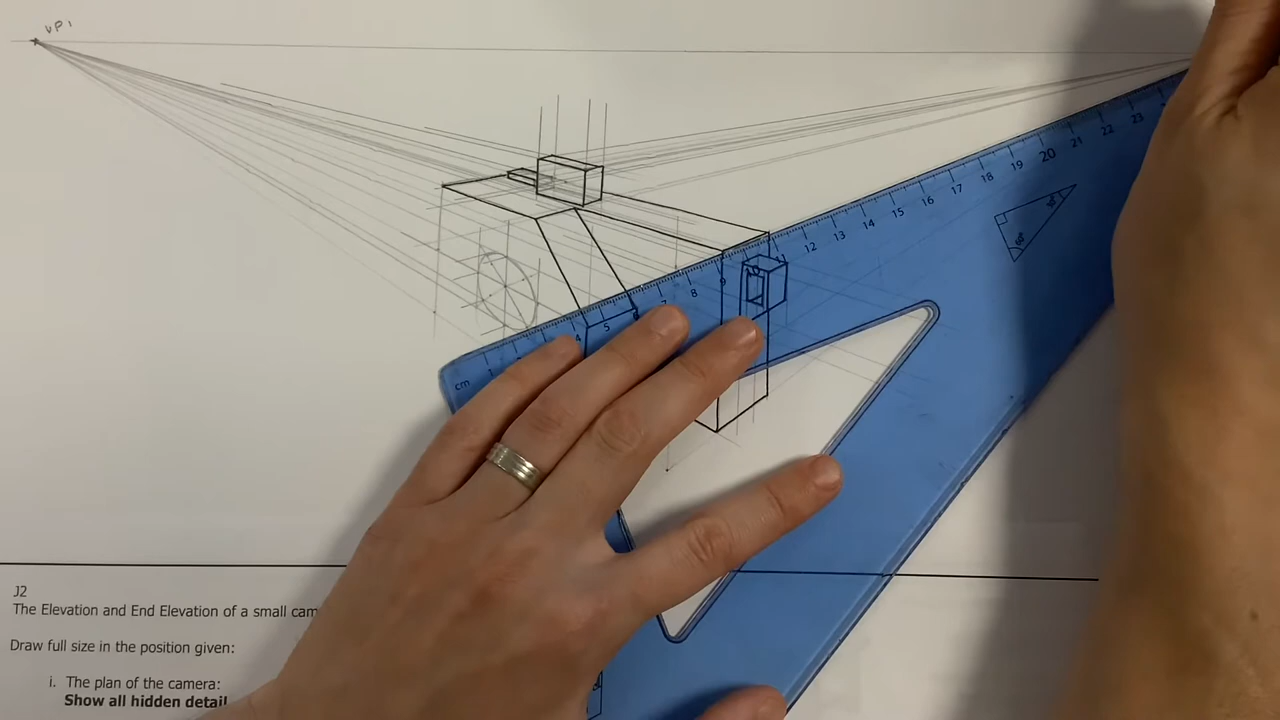 VP1
23
22
21
20
19
18
17
16
15
14
13
12
9
8
7
6
5
4
1
cm
60°
J2
The Elevation and End Elevation of a small cam
Draw full size in the position given:
i. The plan of the camera:
Show all hidden detail